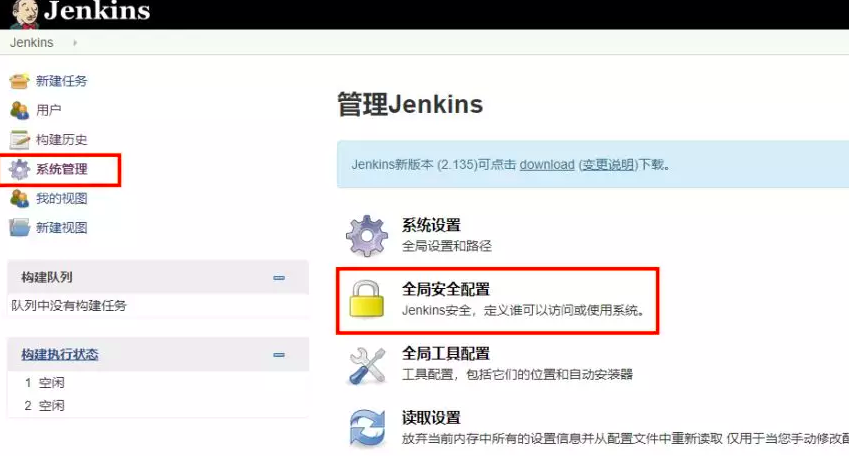 Jenkins
Jenkins
新建任务
用户
构建历史
系统管理
我的视图
新建视图
构建队列
队列中没有构建任务
构建执行状态
1 空闲
2 空闲
管理Jenkins
Jenkins新版本 (2.135)可点击 download (变更说明)下载。
系统设置
全局设置和路径
全局安全配置
Jenkins安全，定义谁可以访问或使用系统。
全局工具配置
工具配置，包括它们的位置和自动安装器
读取设置
放弃当前内存中所有的设置信息并从配置文件中重新读取 仅用于当您手动修改配